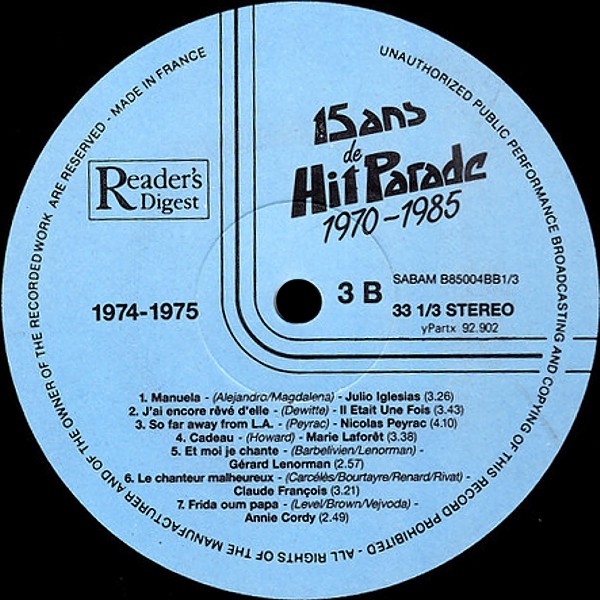 ALL RIGHTS OF THE MANUFACTURER AND OF THE OWNER OF THE RECORDEDWORK ARE RESERVED - MADE IN FRANCE
UNAUTHORIZED PUBLIC PERFORMANCE BROADCASTING AND COPYING OF THIS RECORD PROHIBITED -
15 ans
de
Hit Parade
1970-1985
Reader's
Digest
3 B
SABAM B85004BB1/3
1974-1975
33 1/3 STEREO
yPartx 92.902
1. Manuela - (Alejandro/Magdalena) - Julio Iglesias (3.26)
2. J'ai encore rêvé d'elle - (Dewitte) - Il Etait Une Fois (3.43)
3. So far away from L.A. - (Peyrac) - Nicolas Peyrac (4.10)
4. Cadeau - (Howard) - Marie Laforêt (3.38)
5. Et moi je chante - (Barbelivien/Lenorman) -
Gérard Lenorman (2.57)
6. Le chanteur malheureux - (Carcélès/Bourtayre/Renard/Rivat) -
Claude François (3.21)
7. Frida oum papa - (Level/Brown/Vejvoda) -
Annie Cordy (2.49)